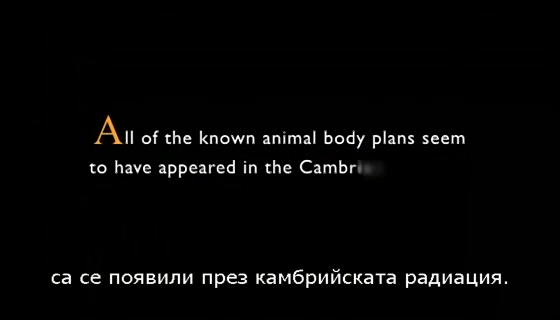 All of the known animal body plans seem
to have appeared in the Cambri
са се появили през камбрийската радиация.